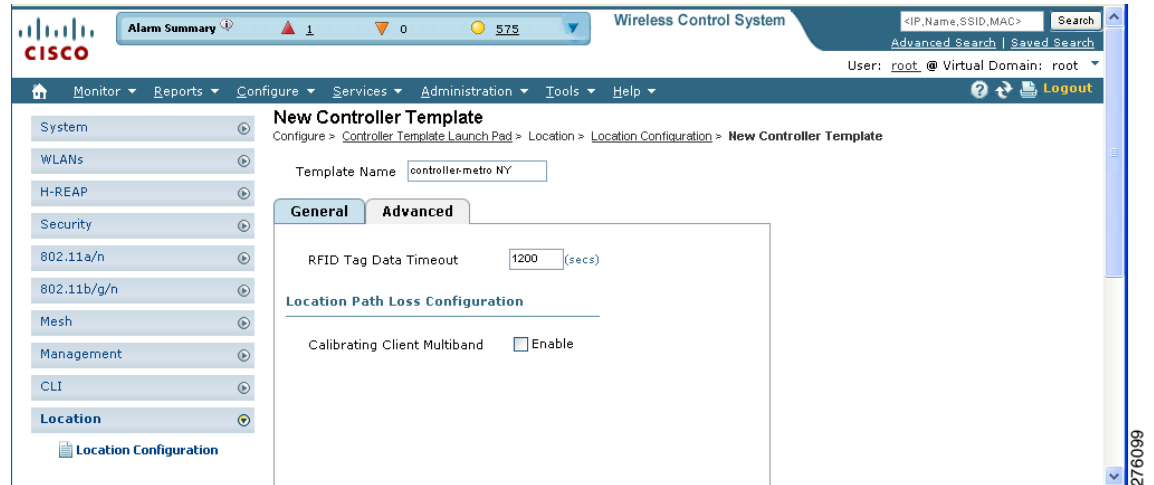 Alarm Summary 1 0 575 Wireless Control System <IP,Name,SSID,MAC> Search
CISCO
Advanced Search | Saved Search
User: root @ Virtual Domain: root
Monitor Reports Configure Services Administration Tools Help Logout
System
WLANs
H-REAP
Security
802.11a/n
802.11b/g/n
Mesh
Management
CLI
Location
Location Configuration
New Controller Template
Configure > Controller Template Launch Pad > Location > Location Configuration > New Controller Template
Template Name controller-metro NY
General Advanced
RFID Tag Data Timeout 1200 (secs)
Location Path Loss Configuration
Calibrating Client Multiband Enable
276099